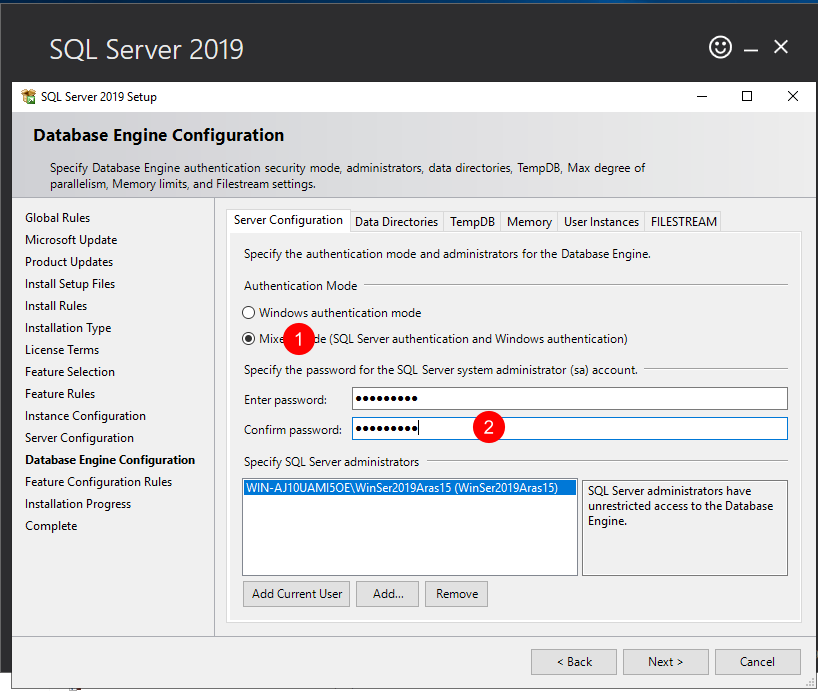 SQL Server 2019
SQL Server 2019 Setup
Database Engine Configuration
Specify Database Engine authentication security mode, administrators, data directories, TempDB, Max degree of
parallelism, Memory limits, and Filestream settings.
Global Rules
Microsoft Update
Product Updates
Install Setup Files
Install Rules
Installation Type
License Terms
Feature Selection
Feature Rules
Instance Configuration
Server Configuration
Database Engine Configuration
Feature Configuration Rules
Installation Progress
Complete
Server Configuration Data Directories TempDB Memory User Instances FILESTREAM
Specify the authentication mode and administrators for the Database Engine.
Authentication Mode
Windows authentication mode
1
(SQL Server authentication and Windows authentication)
Specify the password for the SQL Server system administrator (sa) account.
Enter password: ●●●●●●●●●
Confirm password: ●●●●●●●●● 2
Specify SQL Server administrators
WIN-AJ10UAMI5OE\WinSer2019Aras15 (WinSer2019Aras15)
SQL Server administrators have
unrestricted access to the Database
Engine.
Add Current User Add... Remove
< Back Next > Cancel